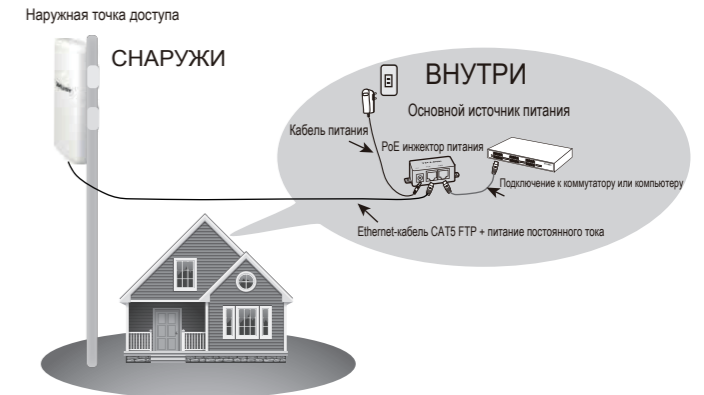 Наружная точка доступа
СНАРУЖИ
ВНУТРИ
Основной источник питания
Кабель питания
PoE инжектор питания
Подключение к коммутатору или компьютеру
Ethernet-кабель CAT5 FTP + питание постоянного тока